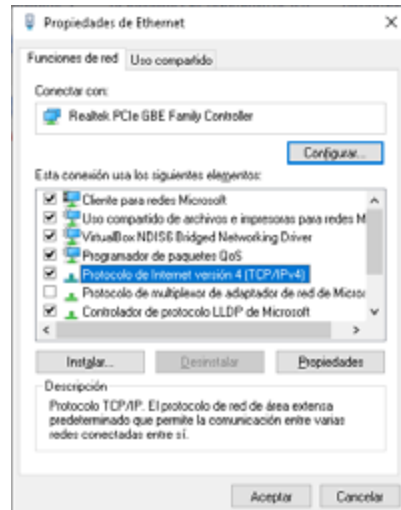 Propiedades de Ethernet
Funciones de red Uso compartido
Conectar con:
Realtek PCIe GBE Family Controller
Configurar...
Esta conexión usa los siguientes elementos:
Cliente para redes Microsoft
Uso compartido de archivos e impresoras para redes M
VirtualBox NDIS6 Bridged Networking Driver
Programador de paquetes QoS
Protocolo de Internet versión 4 (TCP/IPv4)
Protocolo de multiplexor de adaptador de red de Micros
Controlador de protocolo LLDP de Microsoft
Instalar... Desinstalar Propiedades
Descripción
Protocolo TCP/IP. El protocolo de red de área extensa
predeterminado que permite la comunicación entre varias
redes conectadas entre sí.
Aceptar Cancelar